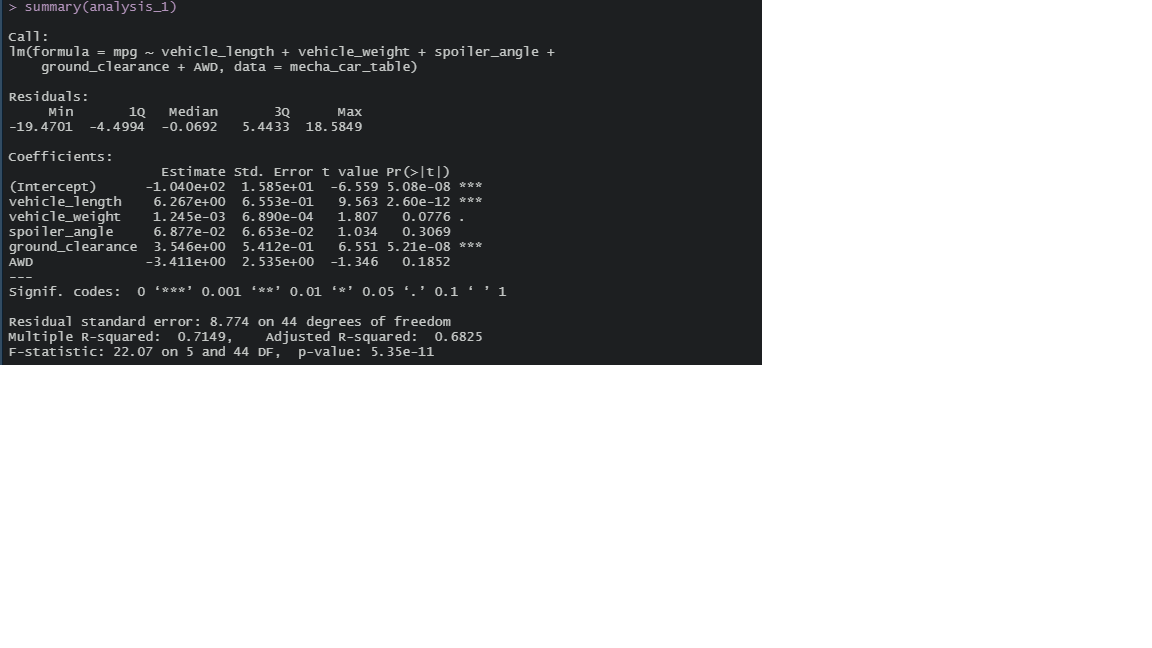 > summary(analysis_1)
Call:
lm(formula = mpg ~ vehicle_length + vehicle_weight + spoiler_angle +
    ground_clearance + AWD, data = mecha_car_table)
Residuals:
     Min       1Q   Median       3Q      Max
-19.4701  -4.4994  -0.0692   5.4433  18.5849
Coefficients:
                   Estimate Std. Error t value Pr(>|t|)
(Intercept)      -1.040e+02  1.585e+01  -6.559 5.08e-08 ***
vehicle_length    6.267e+00  6.553e-01   9.563 2.60e-12 ***
vehicle_weight    1.245e-03  6.890e-04   1.807   0.0776 .
spoiler_angle     6.877e-02  6.653e-02   1.034   0.3069
ground_clearance  3.546e+00  5.412e-01   6.551 5.21e-08 ***
AWD              -3.411e+00  2.535e+00  -1.346   0.1852
---
Signif. codes:  0 ‘***’ 0.001 ‘**’ 0.01 ‘*’ 0.05 ‘.’ 0.1 ‘ ’ 1
Residual standard error: 8.774 on 44 degrees of freedom
Multiple R-squared:  0.7149,    Adjusted R-squared:  0.6825
F-statistic: 22.07 on 5 and 44 DF,  p-value: 5.35e-11